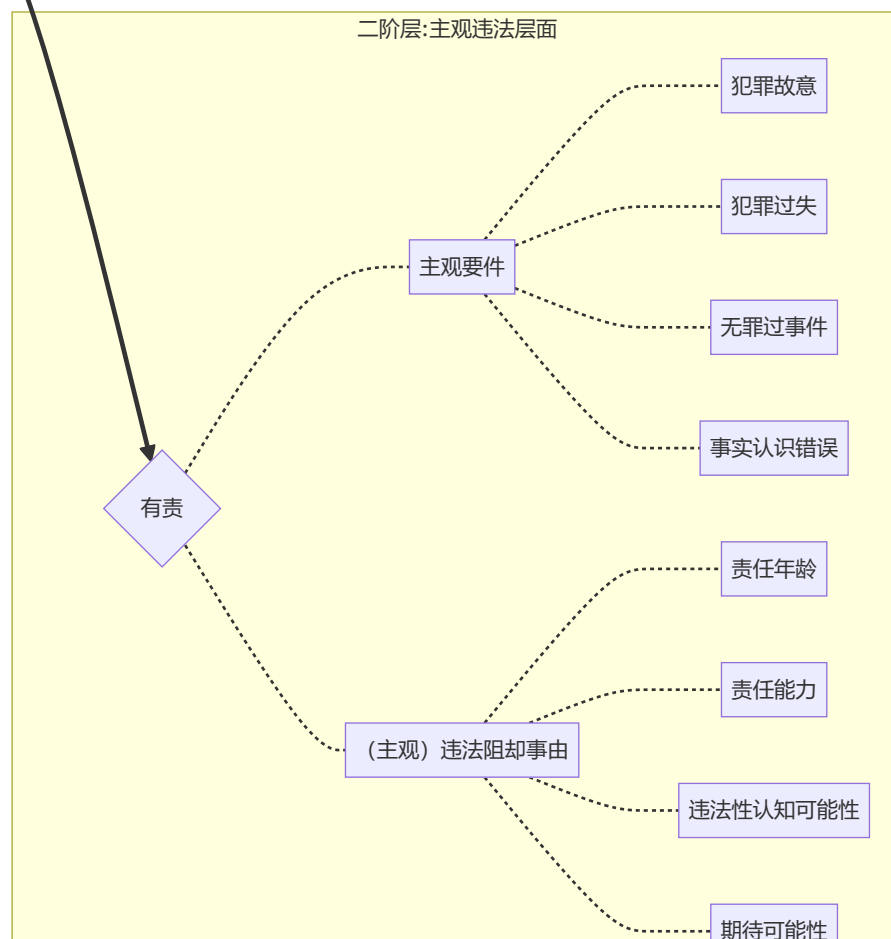 二阶层:主观违法层面
犯罪故意
犯罪过失
主观要件
无罪过事件
事实认识错误
有责
责任年龄
责任能力
（主观）违法阻却事由
违法性认知可能性
期待可能性